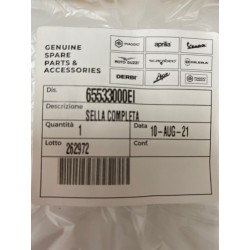 GENUINE
SPARE
PARTS &
ACCESSORIES
PIAGGIO
aprilia
Vespa
MOTO GUZZI
DERBI
Dis.
65533000EI
Descrizione
SELLA COMPLETA
Quantità
1
Data
10-AUG-21
Lotto
262972
Conf.